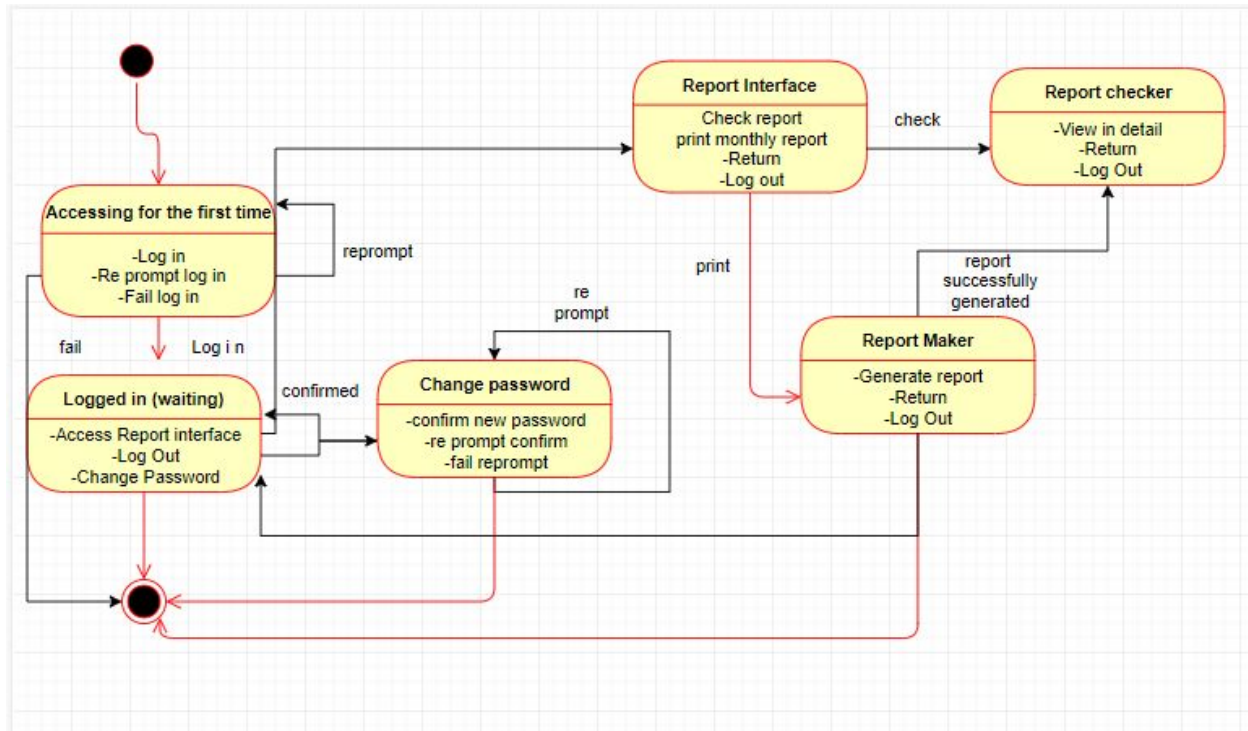 Report Interface
Check report
print monthly report
-Return
-Log out
check
Report checker
-View in detail
-Return
-Log Out
Accessing for the first time
-Log in
-Re prompt log in
-Fail log in
reprompt
print
report
successfully
generated
re
prompt
fail
Log i n
Report Maker
-Generate report
-Return
-Log Out
Logged in (waiting)
-Access Report interface
-Log Out
-Change Password
confirmed
Change password
-confirm new password
-re prompt confirm
-fail reprompt